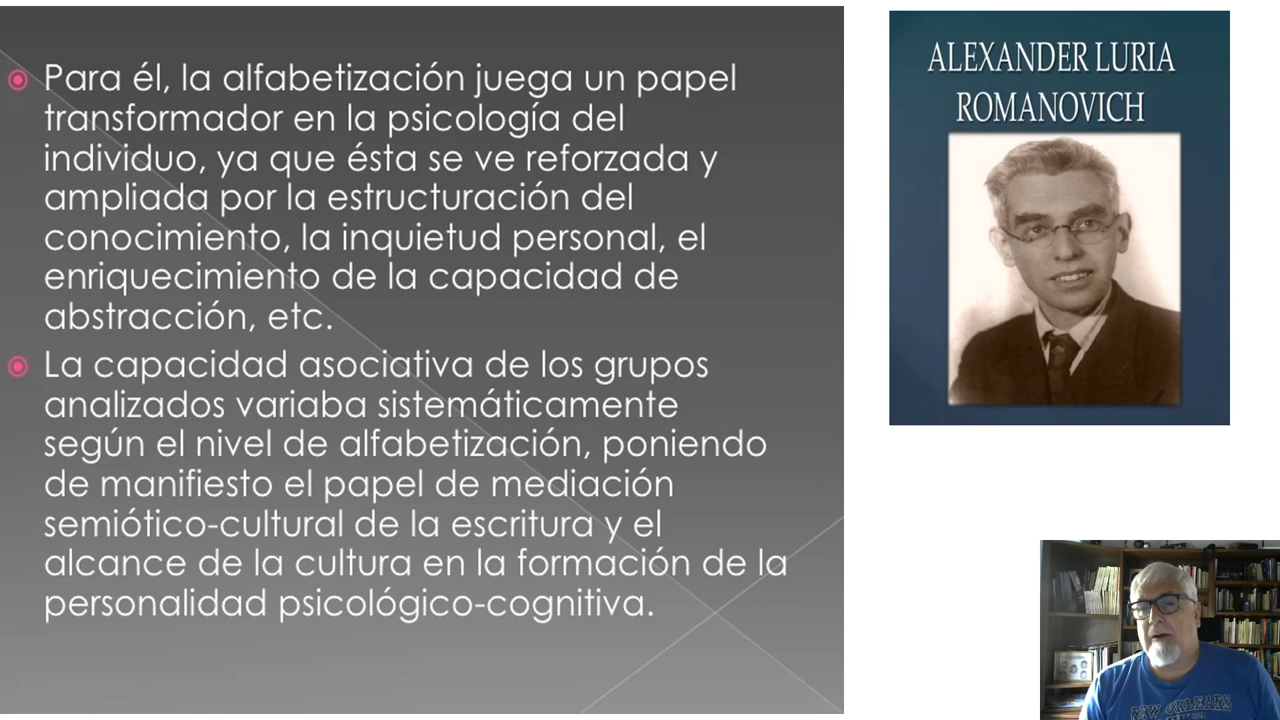 Para él, la alfabetización juega un papel
transformador en la psicología del
individuo, ya que ésta se ve reforzada y
ampliada por la estructuración del
conocimiento, la inquietud personal, el
enriquecimiento de la capacidad de
abstracción, etc.
La capacidad asociativa de los grupos
analizados variaba sistemáticamente
según el nivel de alfabetización, poniendo
de manifiesto el papel de mediación
semiótico-cultural de la escritura y el
alcance de la cultura en la formación de la
personalidad psicológico-cognitiva.
ALEXANDER LURIA
ROMANOVICH
NEW ORLEANS